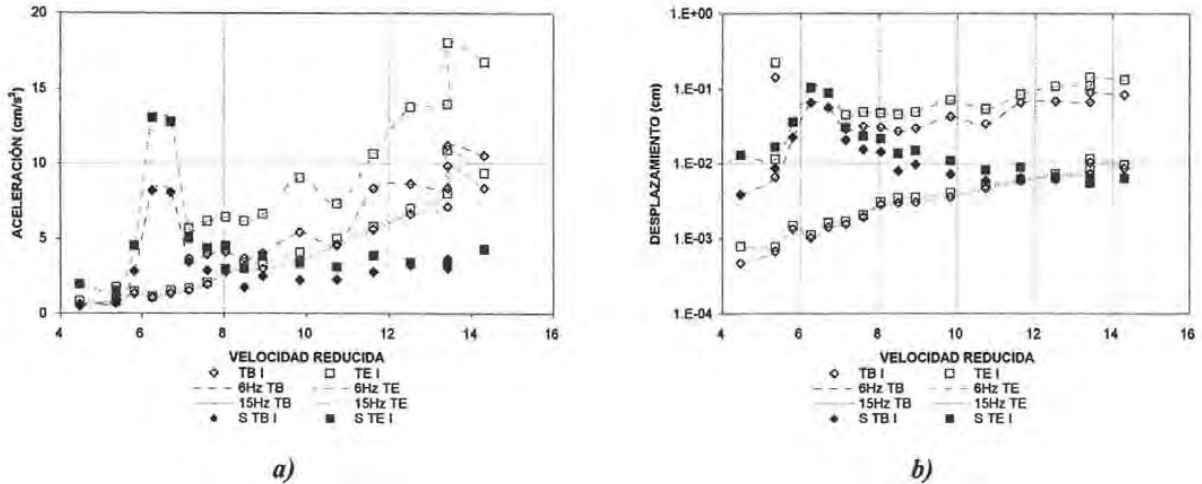 20
15
10
5
0
4 6 8 10 12 14 16
ACELERACIÓN (cm/s²)
VELOCIDAD REDUCIDA
TB I TE I
6Hz TB 6Hz TE
15Hz TB 15Hz TE
S TB I S TE I
a)
1.E+00
1.E-01
1.E-02
1.E-03
1.E-04
4 6 8 10 12 14 16
DESPLAZAMIENTO (cm)
VELOCIDAD REDUCIDA
TB I TE I
6Hz TB 6Hz TE
15Hz TB 15Hz TE
S TB I S TE I
b)